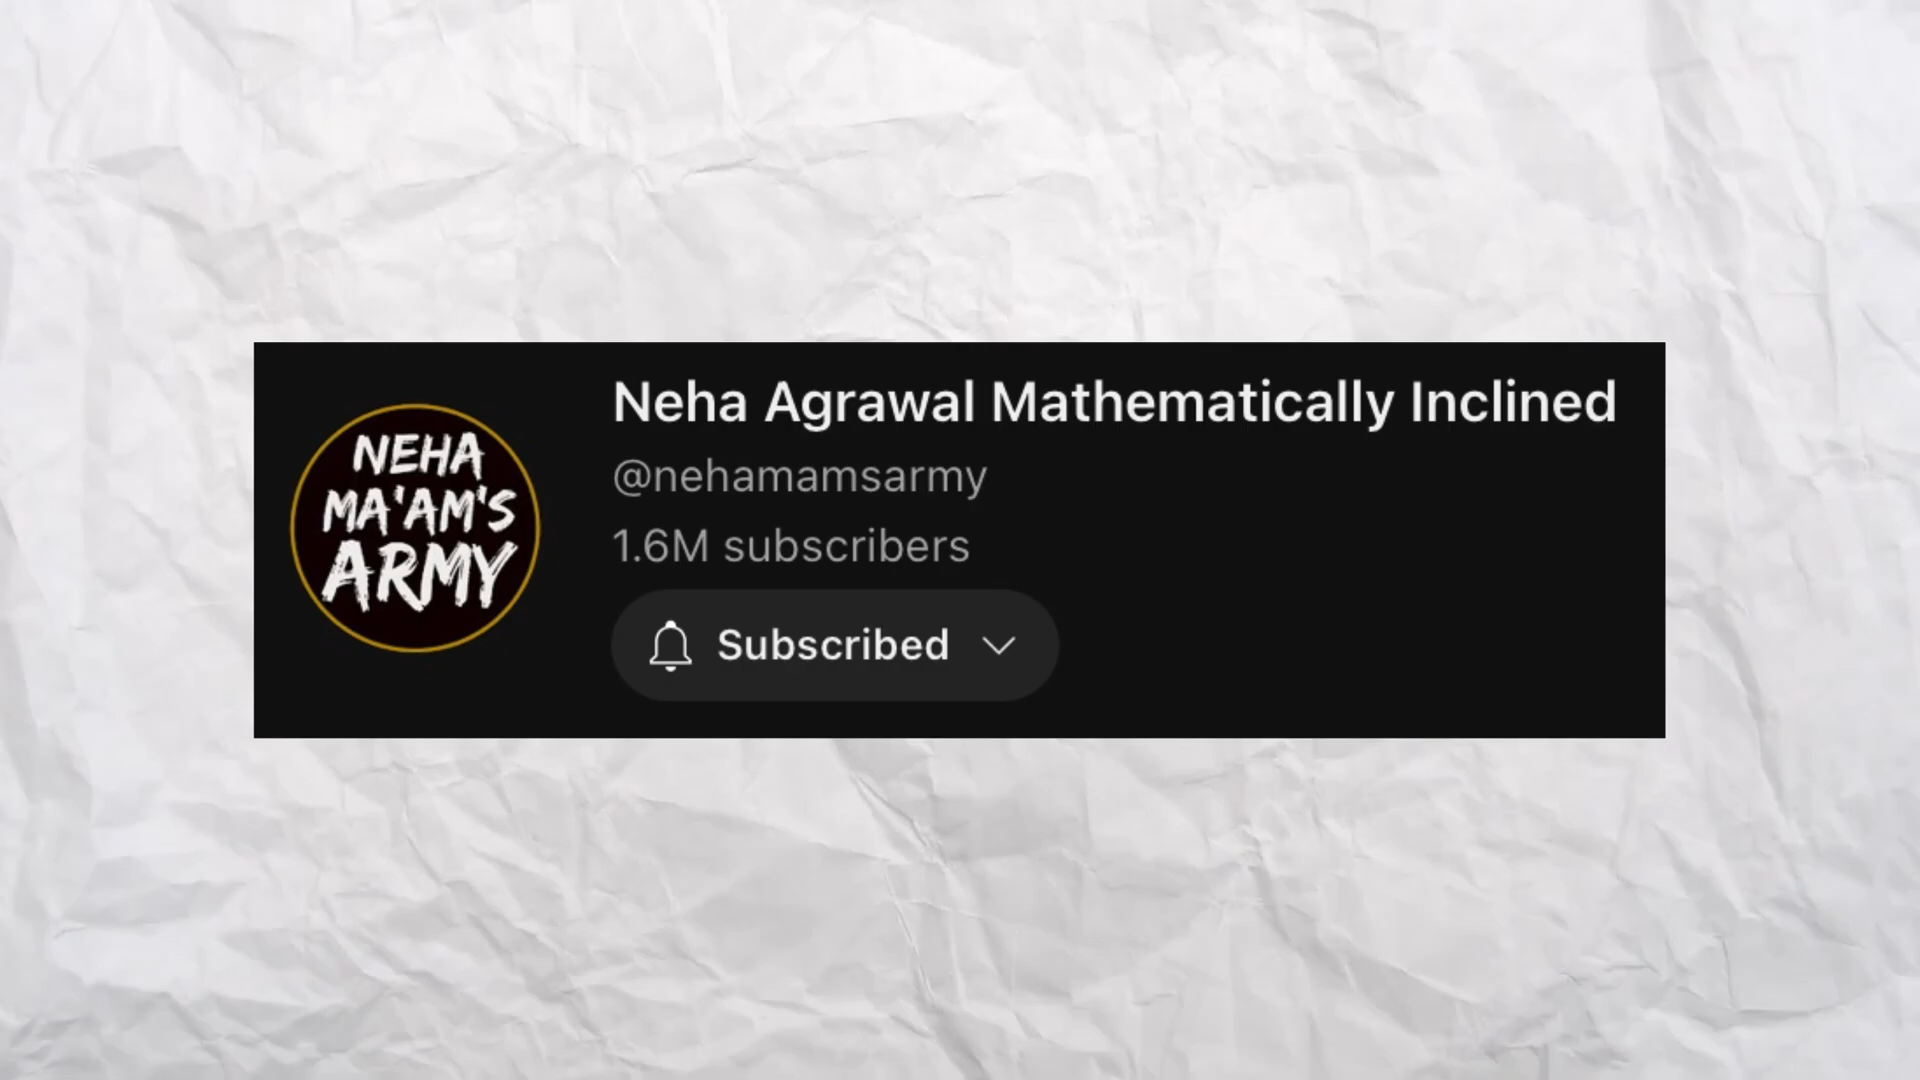 NEHA
MA'AM'S
ARMY
Neha Agrawal Mathematically Inclined
@nehamamsarmy
1.6M subscribers
Subscribed